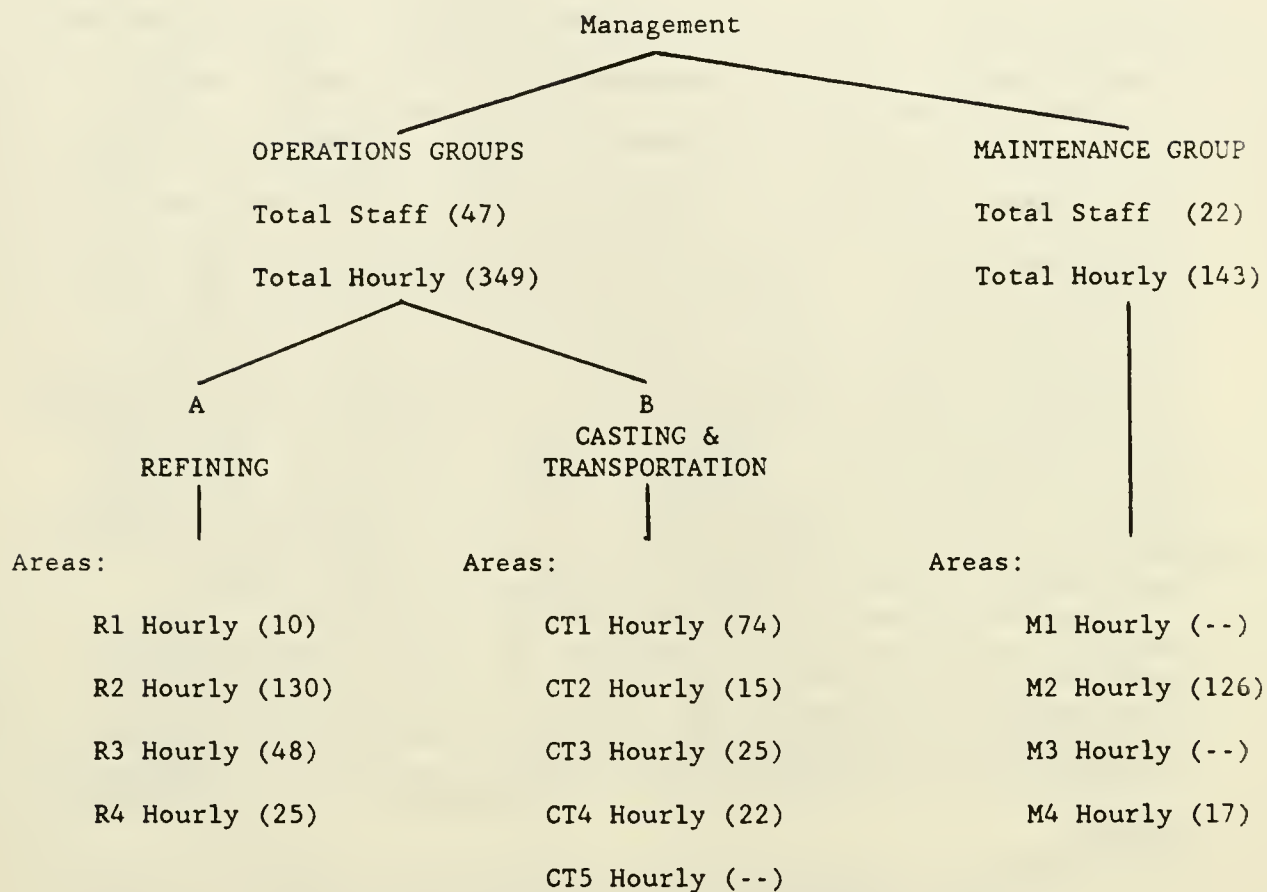 Management
OPERATIONS GROUPS
Total Staff (47)
Total Hourly (349)
MAINTENANCE GROUP
Total Staff (22)
Total Hourly (143)
A
REFINING
B
CASTING &
TRANSPORTATION
Areas:
R1 Hourly (10)
R2 Hourly (130)
R3 Hourly (48)
R4 Hourly (25)
Areas:
CT1 Hourly (74)
CT2 Hourly (15)
CT3 Hourly (25)
CT4 Hourly (22)
CT5 Hourly (--)
Areas:
M1 Hourly (--)
M2 Hourly (126)
M3 Hourly (--)
M4 Hourly (17)